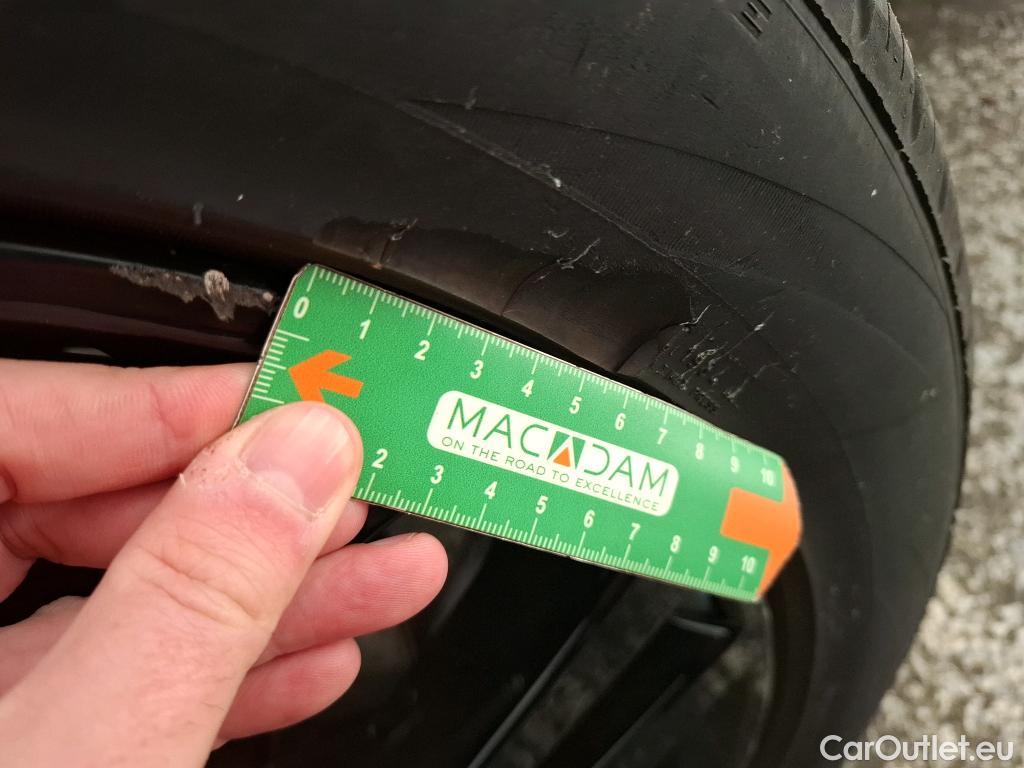 0 1 2 3 4 5 6 7 8 9 10
MACADAM
ON THE ROAD TO EXCELLENCE
2 3 4 5 6 7 8 9 10
CarOutlet.eu